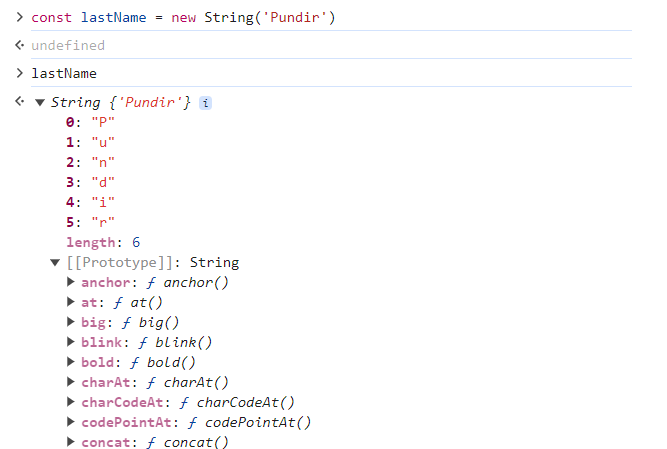 > const lastName = new String('Pundir')
undefined
> lastName
▼ String {'Pundir'} i
0: "P"
1: "u"
2: "n"
3: "d"
4: "i"
5: "r"
length: 6
▼ [[Prototype]]: String
▶ anchor: ƒ anchor()
▶ at: ƒ at()
▶ big: ƒ big()
▶ blink: ƒ blink()
▶ bold: ƒ bold()
▶ charAt: ƒ charAt()
▶ charCodeAt: ƒ charCodeAt()
▶ codePointAt: ƒ codePointAt()
▶ concat: ƒ concat()